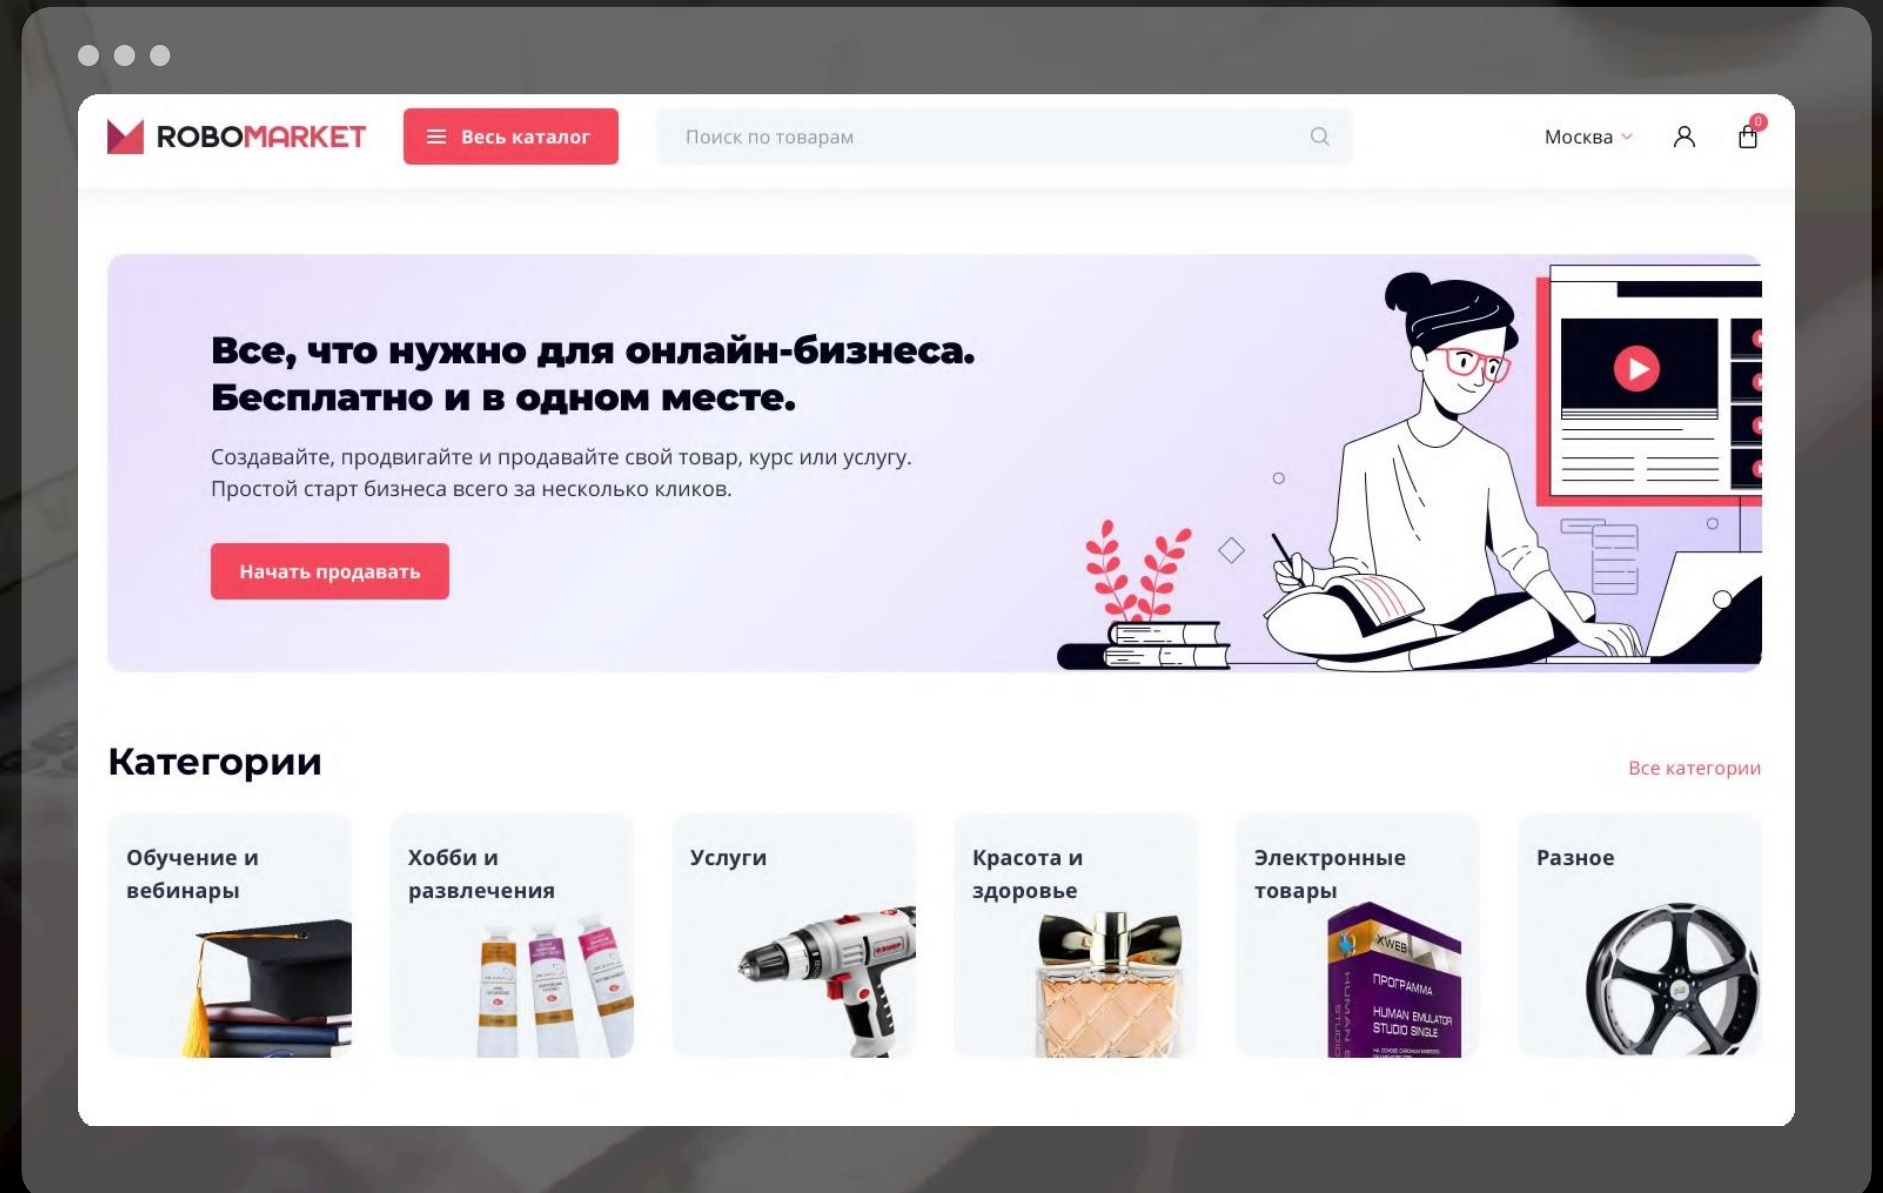 ROBOMARKET
Весь каталог
Поиск по товарам
Москва
0
Все, что нужно для онлайн-бизнеса.
Бесплатно и в одном месте.
Создавайте, продвигайте и продавайте свой товар, курс или услугу.
Простой старт бизнеса всего за несколько кликов.
Начать продавать
Категории
Все категории
Обучение и
вебинары
Хобби и
развлечения
Услуги
Красота и
здоровье
Электронные
товары
Разное
XWEB
ПРОГРАММА
HUMAN EMULATOR
STUDIO SINGLE